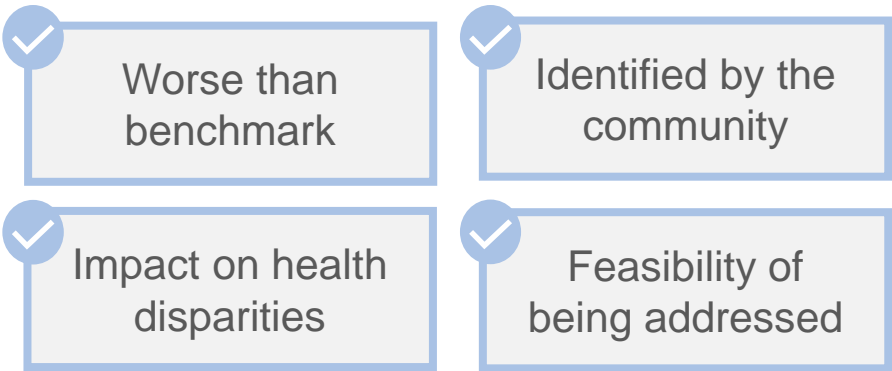 Worse than
benchmark
Identified by the
community
Impact on health
disparities
Feasibility of
being addressed